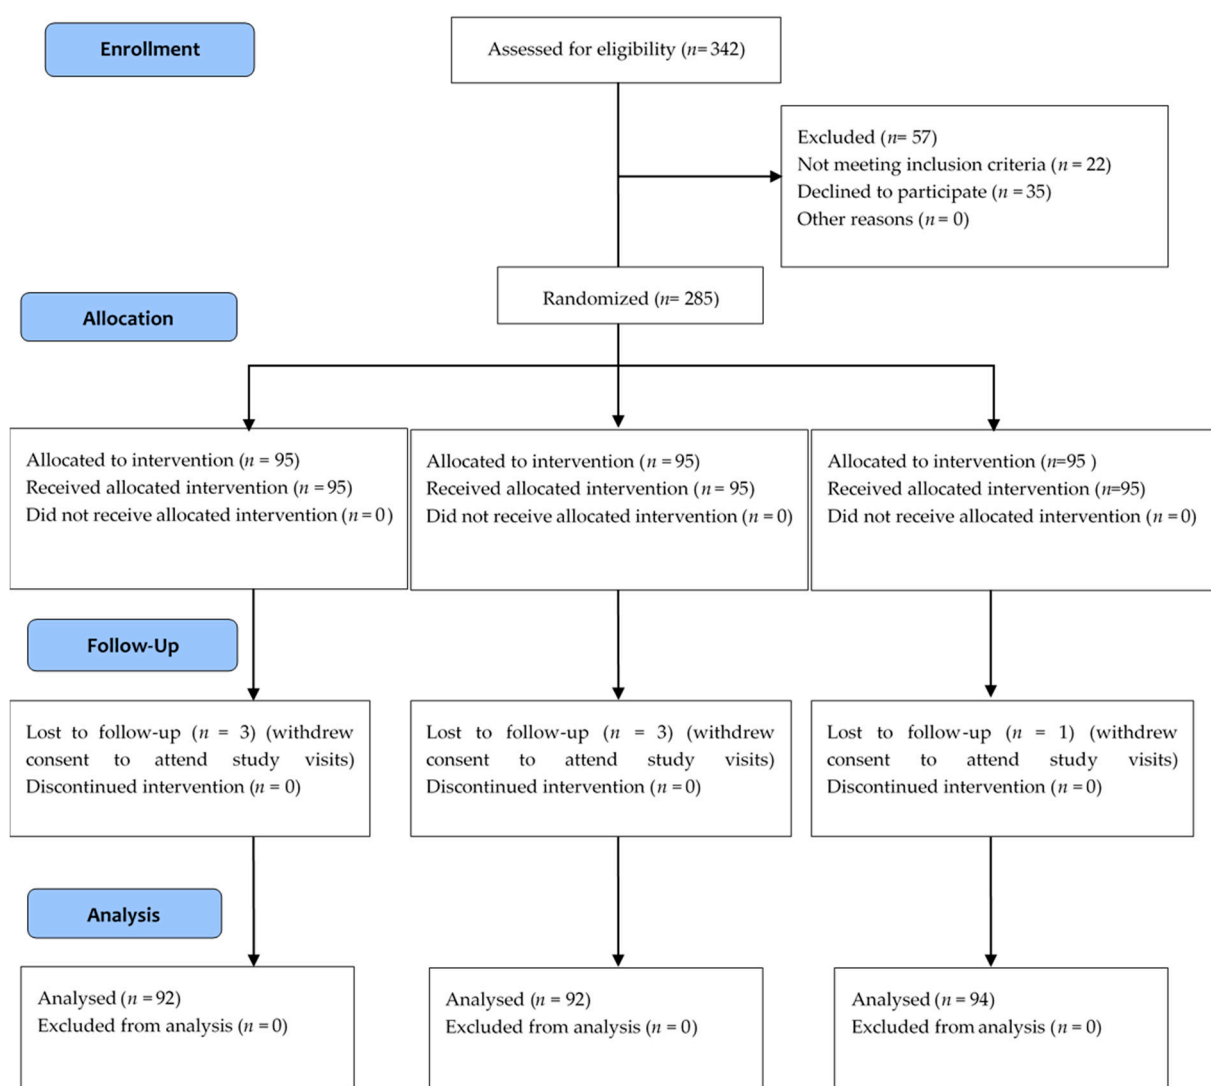 Enrollment
Assessed for eligibility (n= 342)
Excluded (n= 57)
Not meeting inclusion criteria (n = 22)
Declined to participate (n = 35)
Other reasons (n = 0)
Randomized (n= 285)
Allocation
Allocated to intervention (n = 95)
Received allocated intervention (n = 95)
Did not receive allocated intervention (n = 0)
Allocated to intervention (n = 95)
Received allocated intervention (n = 95)
Did not receive allocated intervention (n = 0)
Allocated to intervention (n=95 )
Received allocated intervention (n=95)
Did not receive allocated intervention (n = 0)
Follow-Up
Lost to follow-up (n = 3) (withdrew
consent to attend study visits)
Discontinued intervention (n = 0)
Lost to follow-up (n = 3) (withdrew
consent to attend study visits)
Discontinued intervention (n = 0)
Lost to follow-up (n = 1) (withdrew
consent to attend study visits)
Discontinued intervention (n = 0)
Analysis
Analysed (n = 92)
Excluded from analysis (n = 0)
Analysed (n = 92)
Excluded from analysis (n = 0)
Analysed (n = 94)
Excluded from analysis (n = 0)